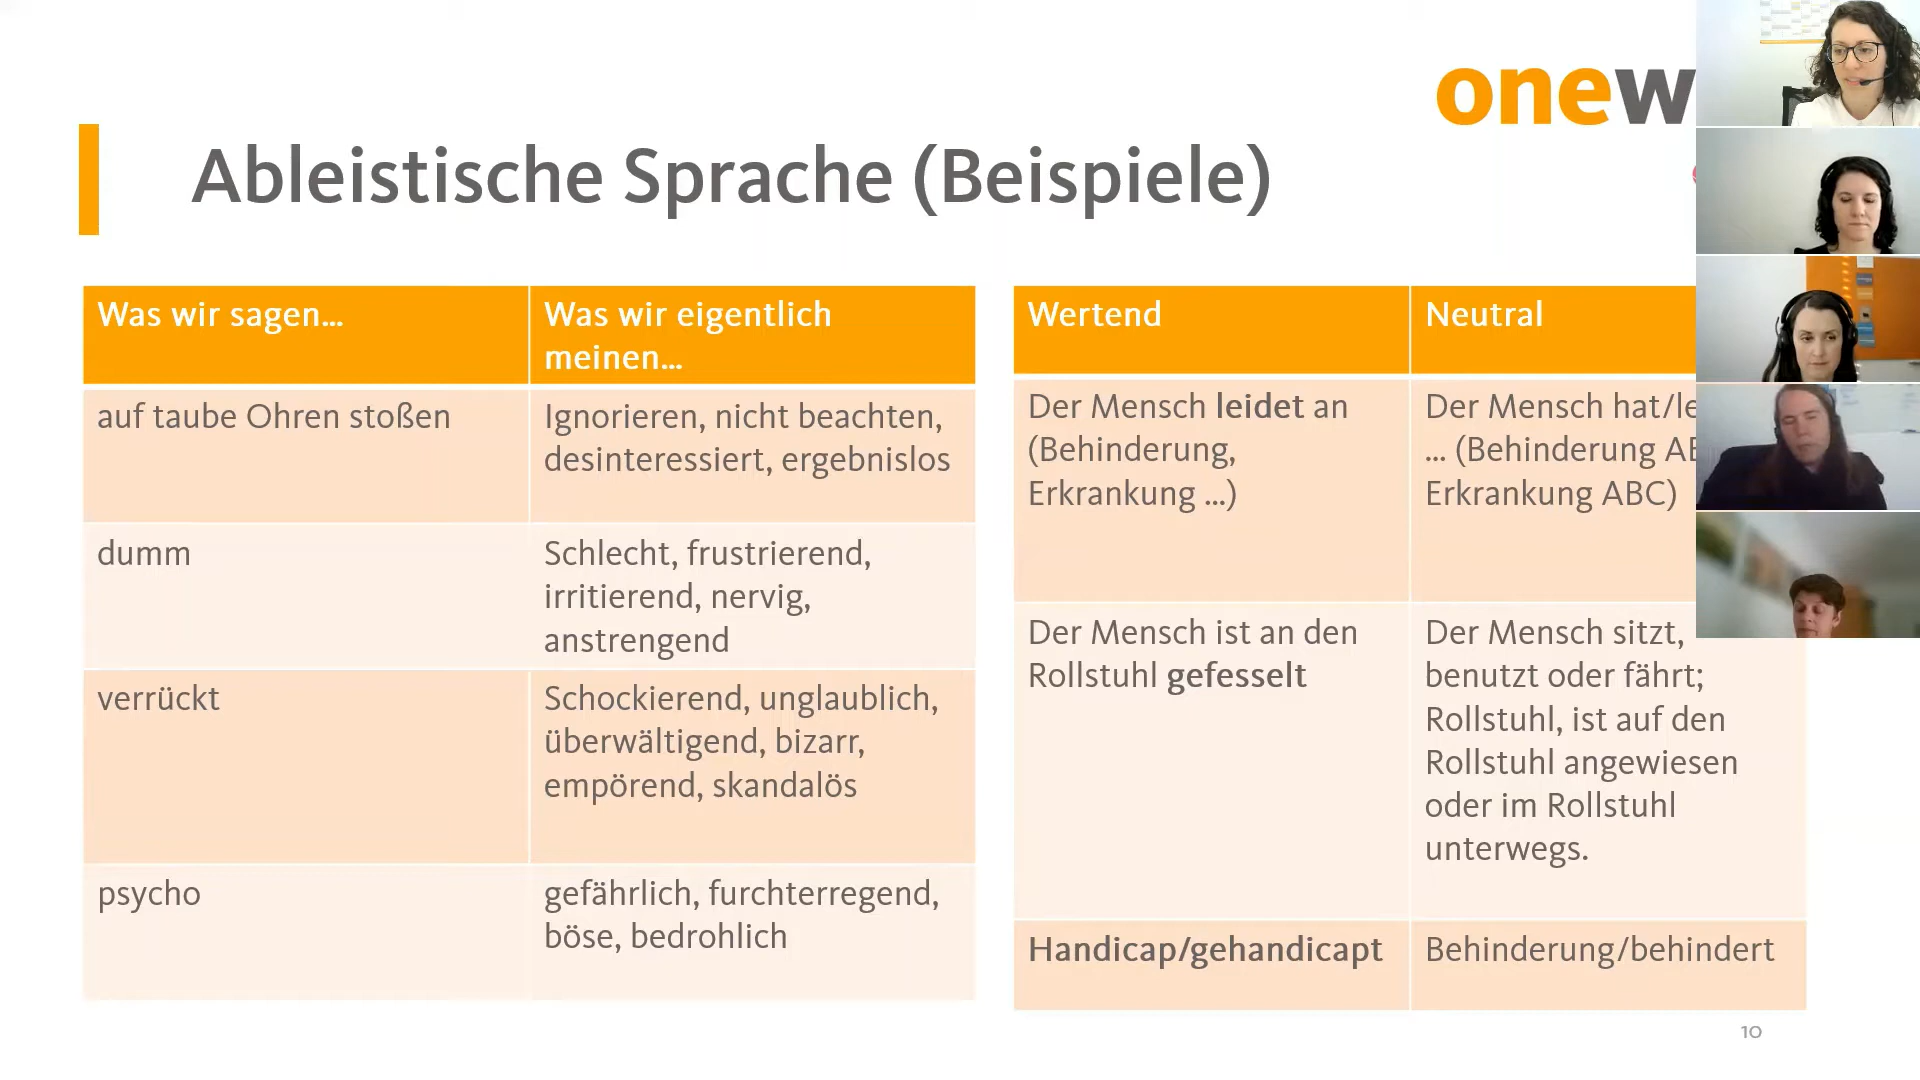 onew
Ableistische Sprache (Beispiele)
Was wir sagen...
Was wir eigentlich
meinen...
auf taube Ohren stoßen
Ignorieren, nicht beachten,
desinteressiert, ergebnislos
dumm
Schlecht, frustrierend,
irritierend, nervig,
anstrengend
verrückt
Schockierend, unglaublich,
überwältigend, bizarr,
empörend, skandalös
psycho
gefährlich, furchterregend,
böse, bedrohlich
Wertend
Neutral
Der Mensch leidet an
(Behinderung,
Erkrankung ...)
Der Mensch hat/le
... (Behinderung AB
Erkrankung ABC)
Der Mensch ist an den
Rollstuhl gefesselt
Der Mensch sitzt,
benutzt oder fährt;
Rollstuhl, ist auf den
Rollstuhl angewiesen
oder im Rollstuhl
unterwegs.
Handicap/gehandicapt
Behinderung/behindert
10